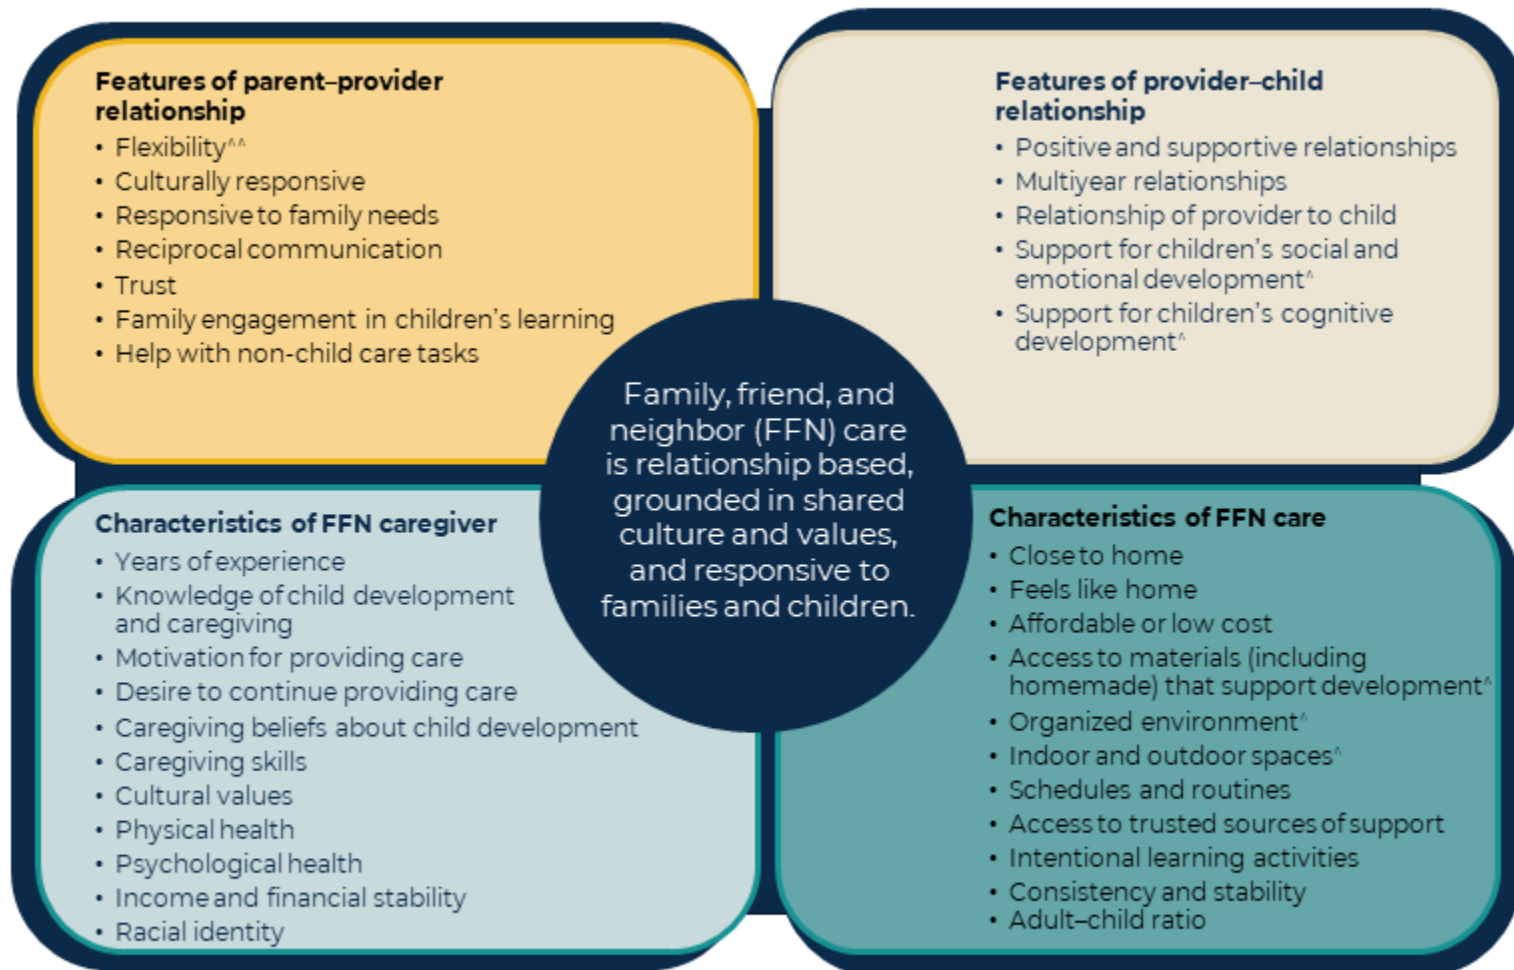 Features of parent–provider
relationship
• Flexibility^^
• Culturally responsive
• Responsive to family needs
• Reciprocal communication
• Trust
• Family engagement in children’s learning
• Help with non-child care tasks
Features of provider–child
relationship
• Positive and supportive relationships
• Multiyear relationships
• Relationship of provider to child
• Support for children’s social and
emotional development^
• Support for children’s cognitive
development^
Family, friend, and
neighbor (FFN) care
is relationship based,
grounded in shared
culture and values,
and responsive to
families and children.
Characteristics of FFN caregiver
• Years of experience
• Knowledge of child development
and caregiving
• Motivation for providing care
• Desire to continue providing care
• Caregiving beliefs about child development
• Caregiving skills
• Cultural values
• Physical health
• Psychological health
• Income and financial stability
• Racial identity
Characteristics of FFN care
• Close to home
• Feels like home
• Affordable or low cost
• Access to materials (including
homemade) that support development^
• Organized environment^
• Indoor and outdoor spaces^
• Schedules and routines
• Access to trusted sources of support
• Intentional learning activities
• Consistency and stability
• Adult–child ratio